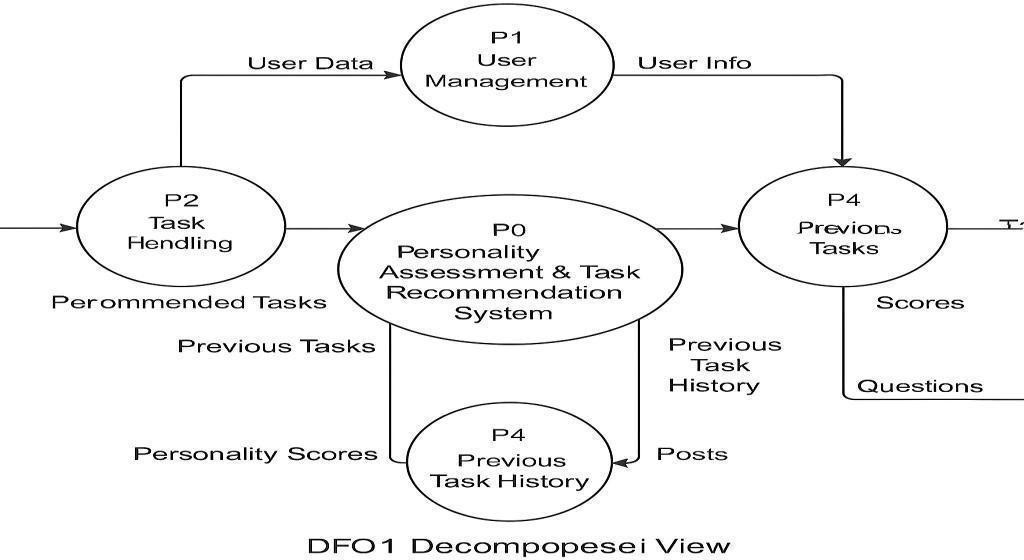 P1
User
Management
User Data
User Info
P2
Task
Hendling
P0
Personality
Assessment & Task
Recommendation
System
P4
Previons
Tasks
Perommended Tasks
Scores
Previous Tasks
Previous
Task
History
Questions
P4
Previous
Task History
Personality Scores
Posts
DFO1 Decompopesei View